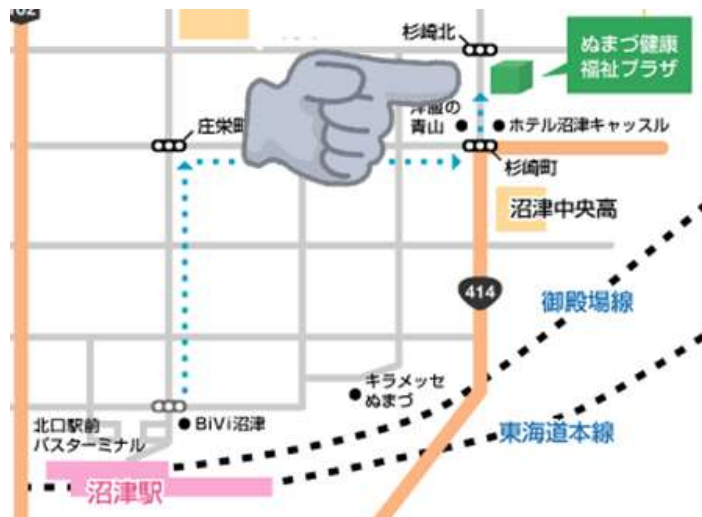 杉崎北
ぬまづ健康
福祉プラザ
庄栄町
洋服の
青山
ホテル沼津キャッスル
杉崎町
沼津中央高
414
御殿場線
キラメッセ
ぬまづ
BiVi沼津
北口駅前
バスターミナル
東海道本線
沼津駅